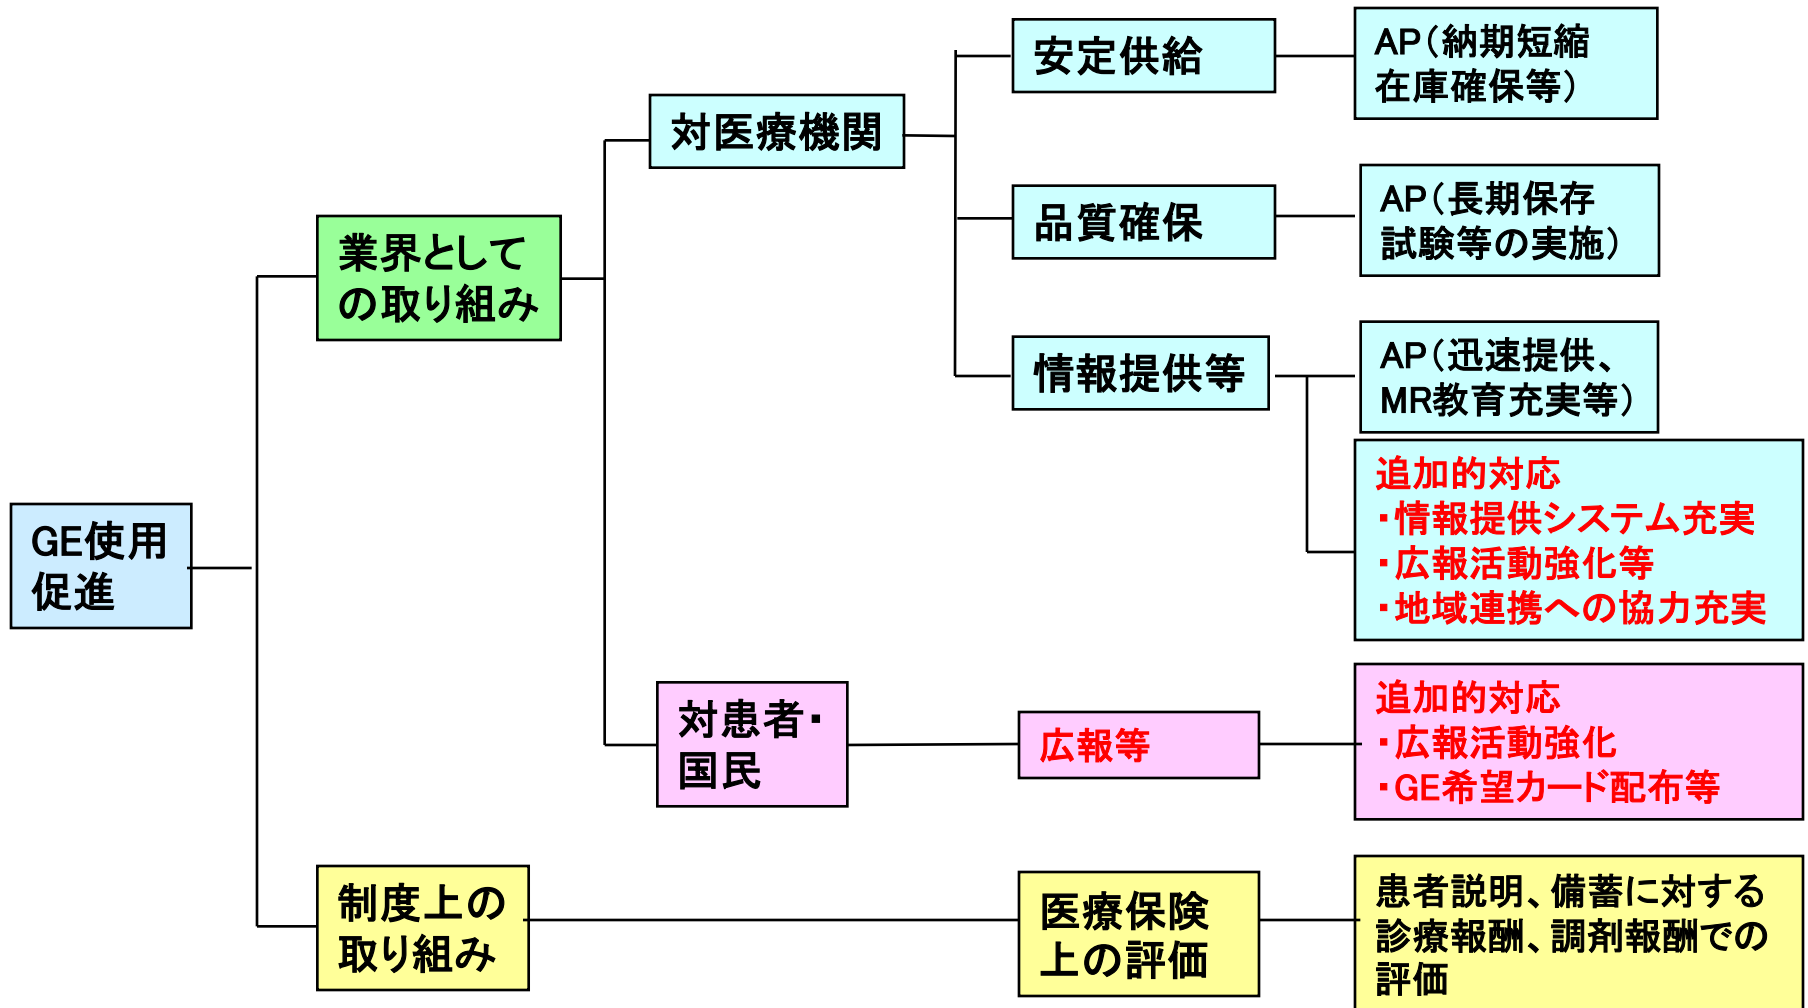 GE使用
促進
業界として
の取り組み
対医療機関
安定供給
AP(納期短縮
在庫確保等)
品質確保
AP(長期保存
試験等の実施)
情報提供等
AP(迅速提供、
MR教育充実等)
追加的対応
・情報提供システム充実
・広報活動強化等
・地域連携への協力充実
対患者・
国民
広報等
追加的対応
・広報活動強化
・GE希望カード配布等
制度上の
取り組み
医療保険
上の評価
患者説明、備蓄に対する
診療報酬、調剤報酬での
評価